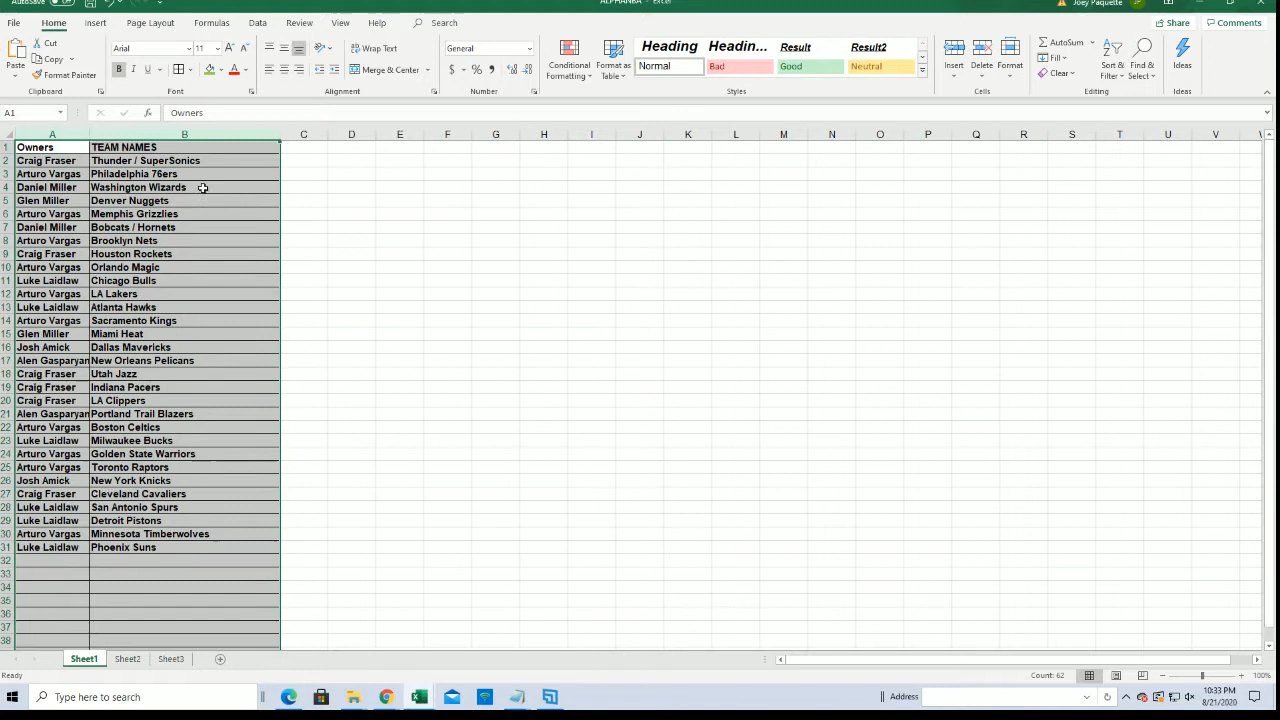 AutoSave
ALPHANBA - Excel
Joey Paquette
JP
File Home Insert Page Layout Formulas Data Review View Help Search
Share Comments
Paste
Cut
Copy
Format Painter
Clipboard
Arial 11
B I U
Font
Wrap Text
Merge & Center
Alignment
General
$ % ,
Number
Conditional Formatting
Format as Table
Heading Headin... Result Result2
Normal Bad Good Neutral
Styles
Insert Delete Format
Cells
AutoSum
Fill
Clear
Sort & Filter
Find & Select
Editing
Ideas
Ideas
A1 fx Owners
A B C D E F G H I J K L M N O P Q R S T U V
1 Owners TEAM NAMES
2 Craig Fraser Thunder / SuperSonics
3 Arturo Vargas Philadelphia 76ers
4 Daniel Miller Washington Wizards
5 Glen Miller Denver Nuggets
6 Arturo Vargas Memphis Grizzlies
7 Daniel Miller Bobcats / Hornets
8 Arturo Vargas Brooklyn Nets
9 Craig Fraser Houston Rockets
10 Arturo Vargas Orlando Magic
11 Luke Laidlaw Chicago Bulls
12 Arturo Vargas LA Lakers
13 Luke Laidlaw Atlanta Hawks
14 Arturo Vargas Sacramento Kings
15 Glen Miller Miami Heat
16 Josh Amick Dallas Mavericks
17 Alen Gasparyan New Orleans Pelicans
18 Craig Fraser Utah Jazz
19 Craig Fraser Indiana Pacers
20 Craig Fraser LA Clippers
21 Alen Gasparyan Portland Trail Blazers
22 Arturo Vargas Boston Celtics
23 Luke Laidlaw Milwaukee Bucks
24 Arturo Vargas Golden State Warriors
25 Arturo Vargas Toronto Raptors
26 Josh Amick New York Knicks
27 Craig Fraser Cleveland Cavaliers
28 Luke Laidlaw San Antonio Spurs
29 Luke Laidlaw Detroit Pistons
30 Arturo Vargas Minnesota Timberwolves
31 Luke Laidlaw Phoenix Suns
32
33
34
35
36
37
38
Sheet1 Sheet2 Sheet3
Ready Count: 62 100%
Type here to search Address 10:33 PM
8/21/2020